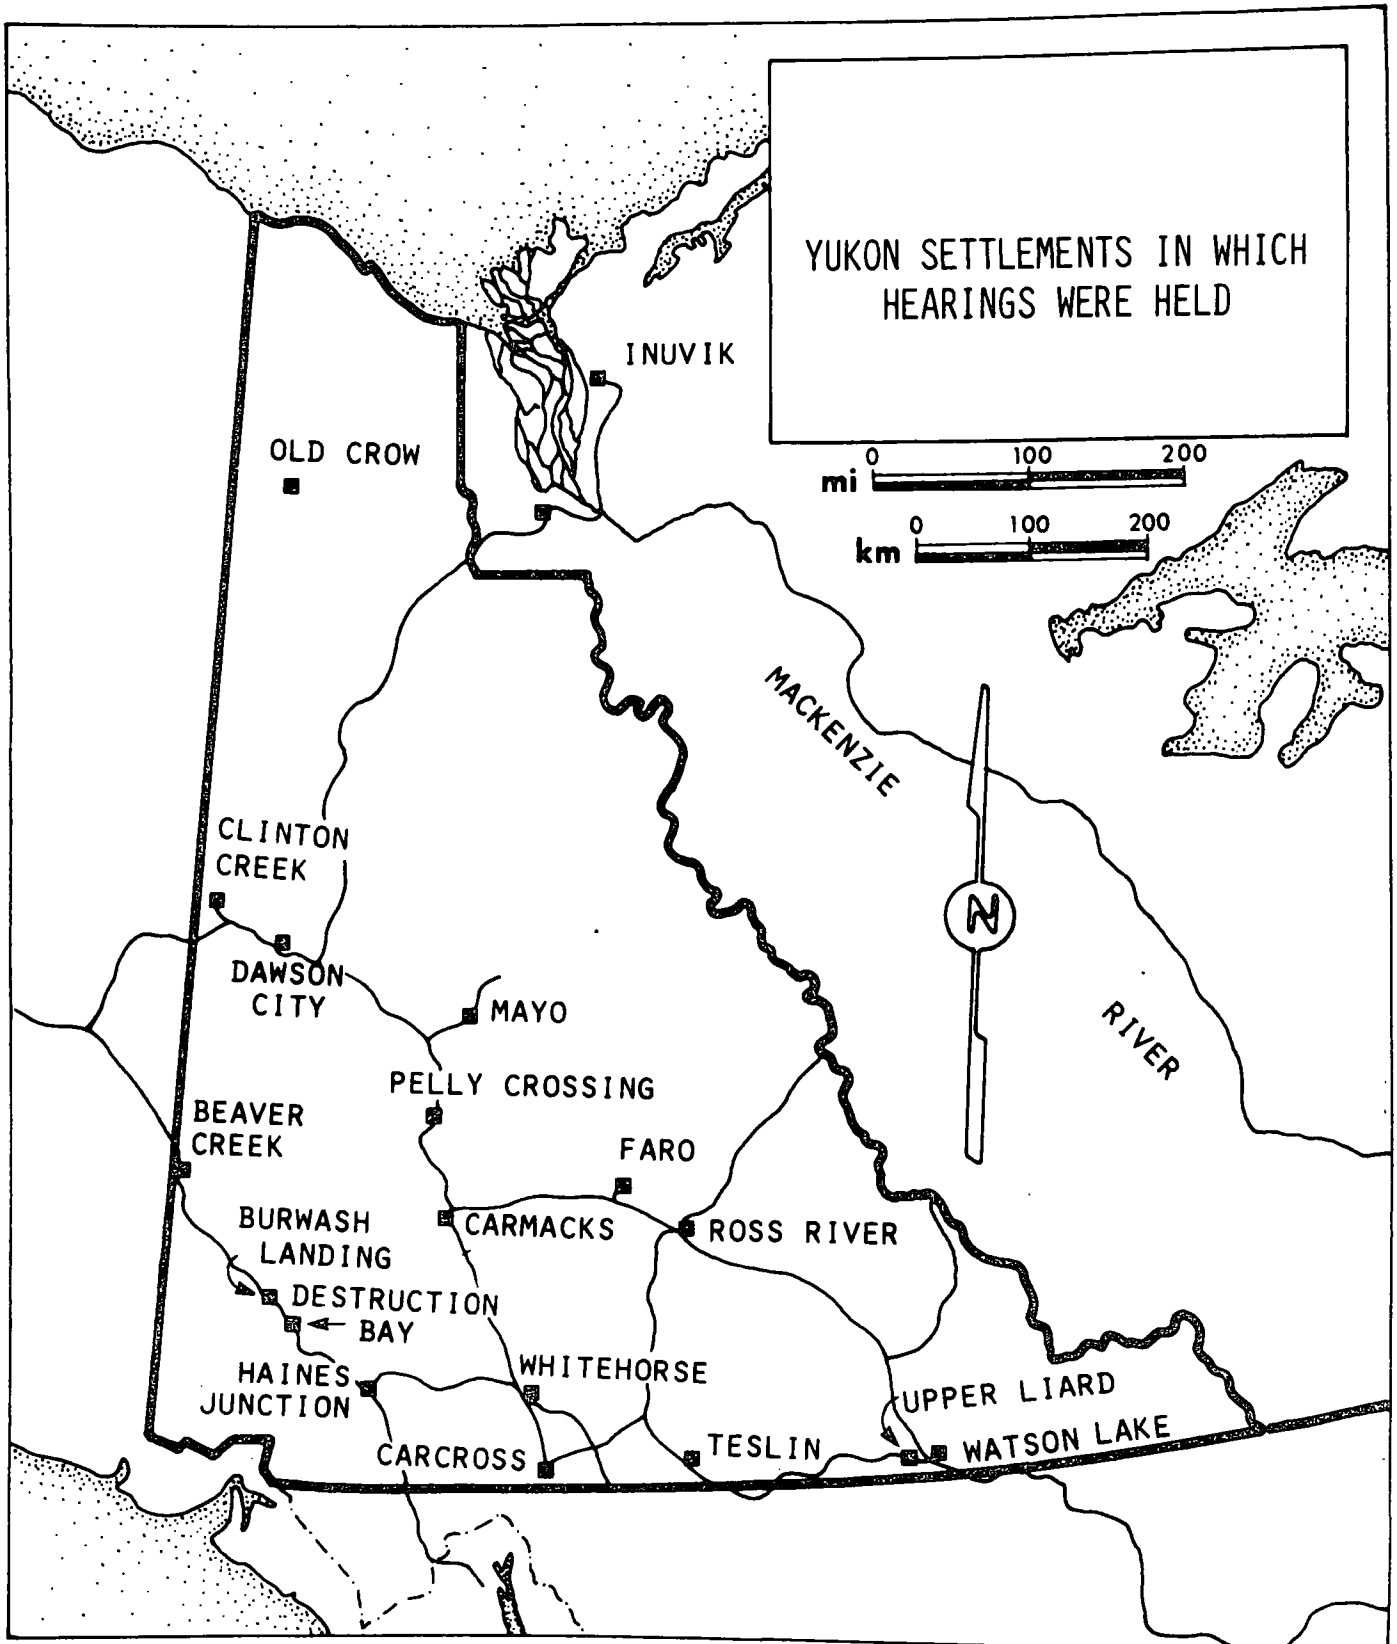 YUKON SETTLEMENTS IN WHICH
HEARINGS WERE HELD
INUVIK
OLD CROW
0 100 200
mi
0 100 200
km
MACKENZIE
RIVER
N
CLINTON
CREEK
DAWSON
CITY
MAYO
PELLY CROSSING
BEAVER
CREEK
FARO
BURWASH
LANDING
CARMACKS
ROSS RIVER
DESTRUCTION
BAY
HAINES
JUNCTION
WHITEHORSE
UPPER LIARD
CARCROSS
TESLIN
WATSON LAKE